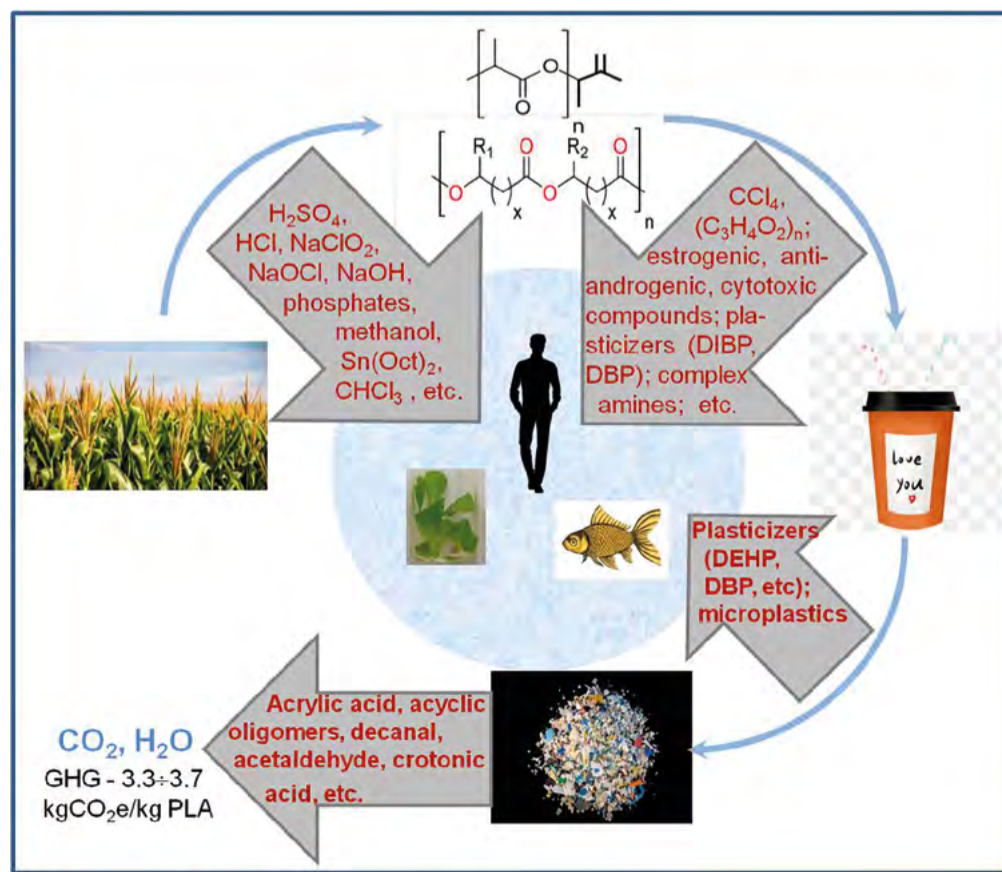 O
O
n
R₁
O
R₂
O
O
O
x
x
n
H₂SO₄,
HCl, NaClO₂,
NaOCl, NaOH,
phosphates,
methanol,
Sn(Oct)₂,
CHCl₃ , etc.
CCl₄,
(C₃H₄O₂)n;
estrogenic, anti-
androgenic, cytotoxic
compounds; pla-
sticizers (DIBP,
DBP); complex
amines; etc.
love
you
Plasticizers
(DEHP,
DBP, etc);
microplastics
Acrylic acid, acyclic
oligomers, decanal,
acetaldehyde, crotonic
acid, etc.
CO₂, H₂O
GHG - 3.3÷3.7
kgCO₂e/kg PLA